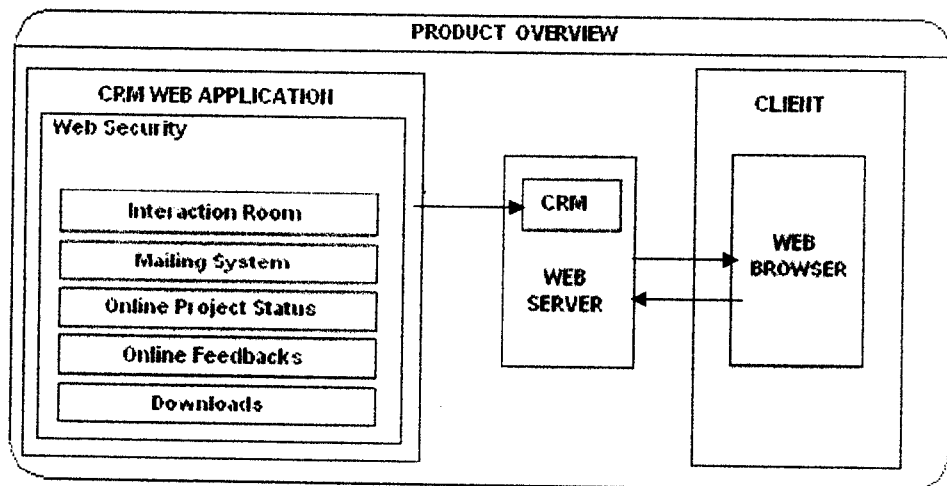 PRODUCT OVERVIEW
CRM WEB APPLICATION
Web Security
Interaction Room
Mailing System
Online Project Status
Online Feedbacks
Downloads
CRM
WEB
SERVER
CLIENT
WEB
BROWSER